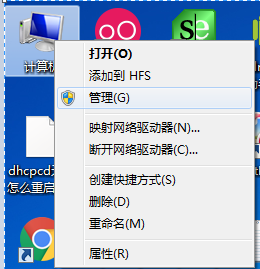 计算机
打开(O)
添加到 HFS
管理(G)
映射网络驱动器(N)...
断开网络驱动器(C)...
创建快捷方式(S)
删除(D)
重命名(M)
属性(R)
dhcpcd
怎么重启